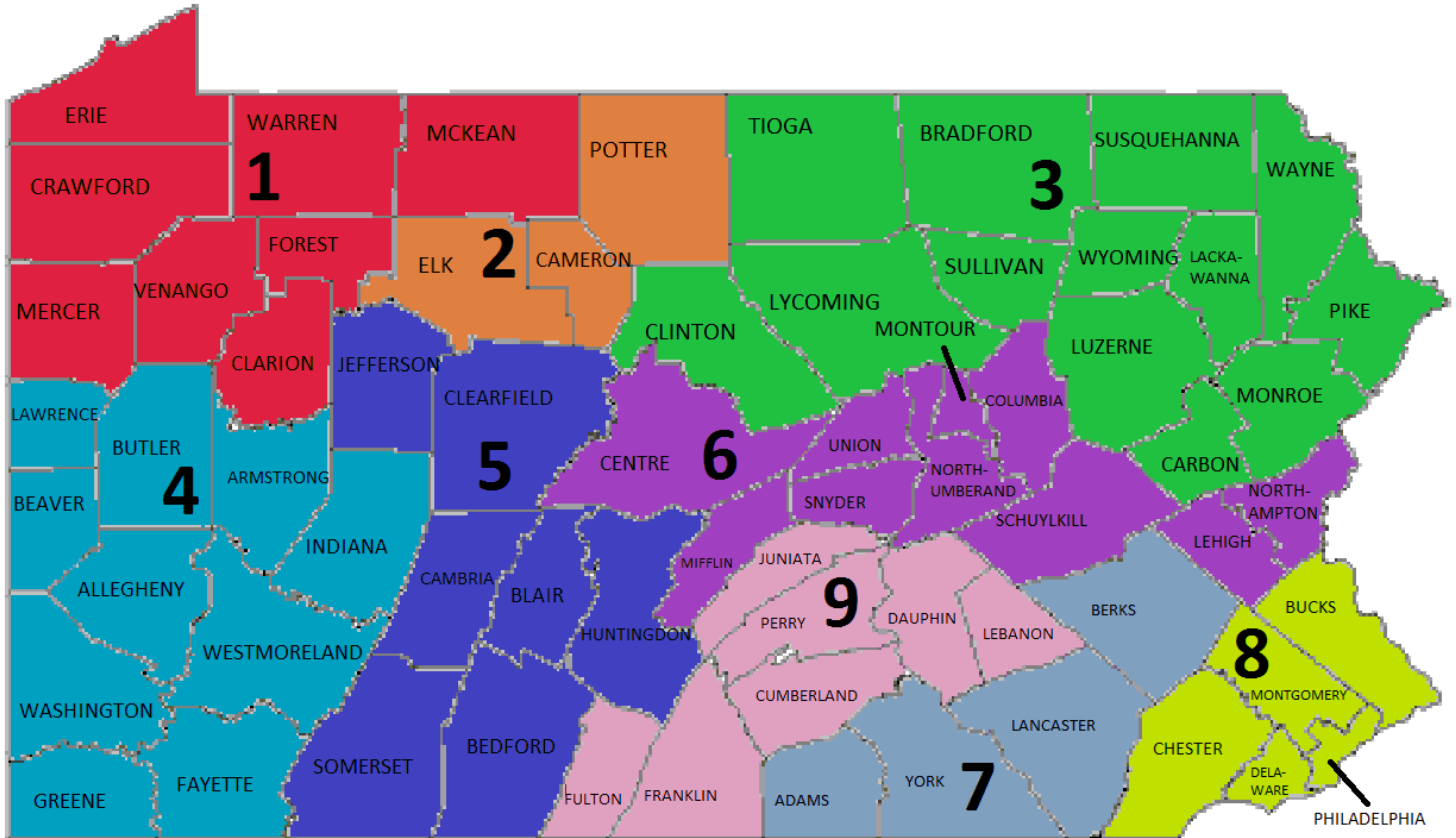 ERIE
WARREN
MCKEAN
POTTER
TIOGA
BRADFORD
SUSQUEHANNA
WAYNE
CRAWFORD
1
2
3
FOREST
ELK
CAMERON
SULLIVAN
WYOMING
LACKA-
WANNA
MERCER
VENANGO
CLINTON
LYCOMING
MONTOUR
PIKE
CLARION
JEFFERSON
LUZERNE
LAWRENCE
CLEARFIELD
COLUMBIA
MONROE
BUTLER
4
5
6
CENTRE
UNION
CARBON
ARMSTRONG
BEAVER
SNYDER
NORTH-
UMBERAND
SCHUYLKILL
NORTH-
AMPTON
LEHIGH
INDIANA
ALLEGHENY
CAMBRIA
BLAIR
MIFFLIN
JUNIATA
9
PERRY
DAUPHIN
LEBANON
BERKS
BUCKS
HUNTINGDON
WESTMORELAND
8
WASHINGTON
CUMBERLAND
MONTGOMERY
LANCASTER
BEDFORD
CHESTER
SOMERSET
FAYETTE
GREENE
FULTON
FRANKLIN
ADAMS
YORK
7
DELA-
WARE
PHILADELPHIA